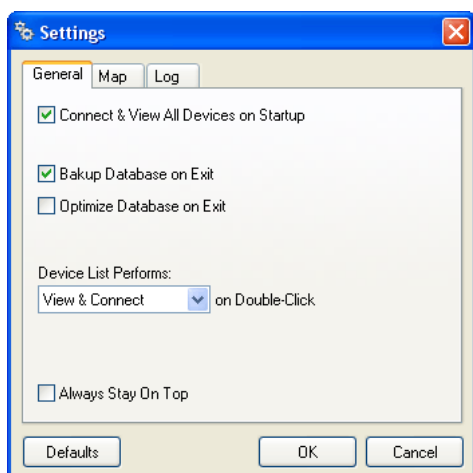 Settings
General Map Log
Connect & View All Devices on Startup
Bakup Database on Exit
Optimize Database on Exit
Device List Performs:
View & Connect on Double-Click
Always Stay On Top
Defaults OK Cancel